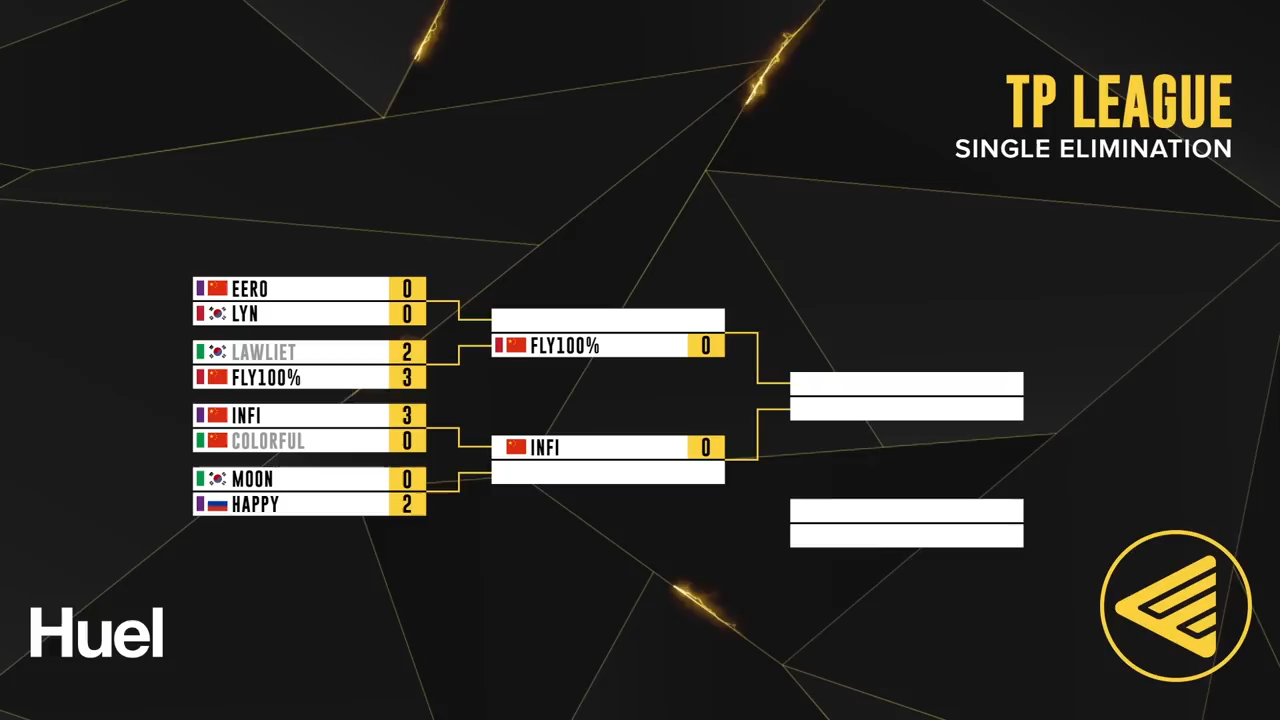 TP LEAGUE
SINGLE ELIMINATION
EERO 0
LYN 0
LAWLIET 2
FLY100% 3
INFI 3
COLORFUL 0
MOON 0
HAPPY 2
FLY100% 0
INFI 0
Huel